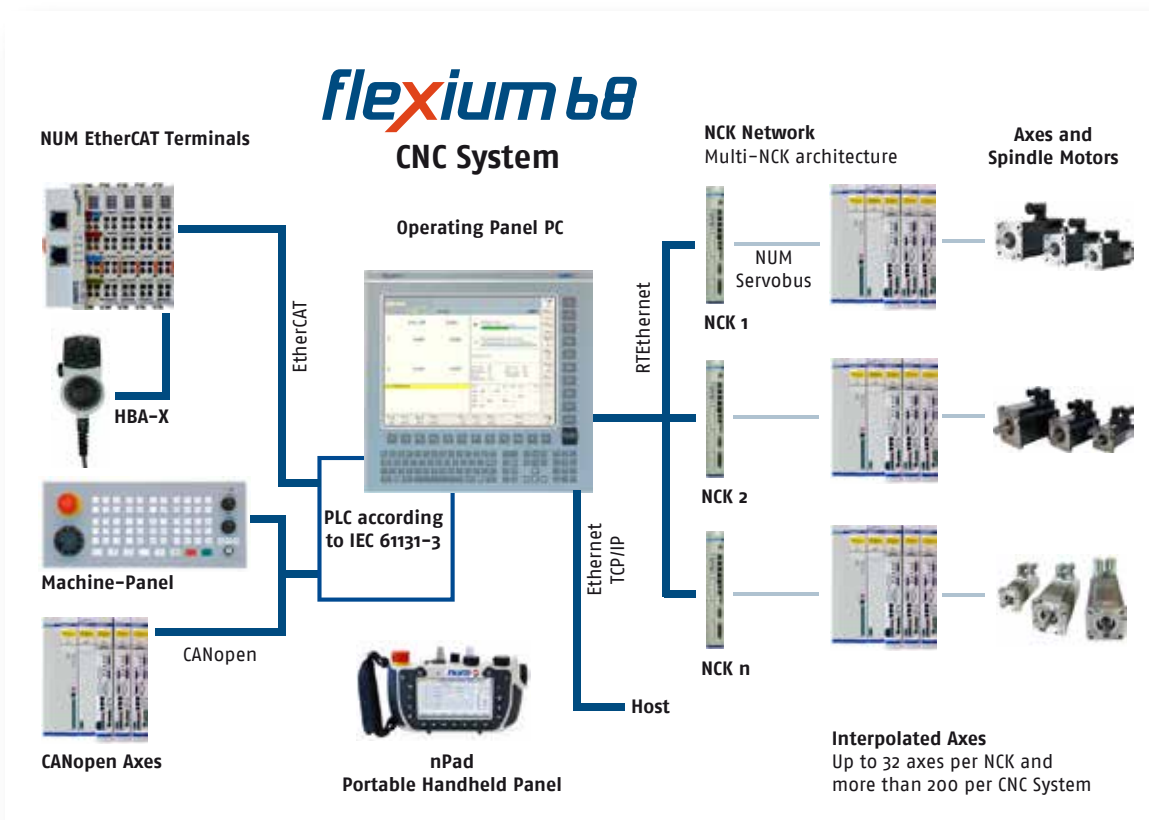 flexium 68
CNC System
NUM EtherCAT Terminals
Operating Panel PC
NCK Network
Multi-NCK architecture
Axes and
Spindle Motors
EtherCAT
RTEthernet
NUM
Servobus
NCK 1
HBA-X
NCK 2
PLC according
to IEC 61131-3
Machine-Panel
Ethernet
TCP/IP
CANopen
NCK n
num
Host
CANopen Axes
nPad
Portable Handheld Panel
Interpolated Axes
Up to 32 axes per NCK and
more than 200 per CNC System